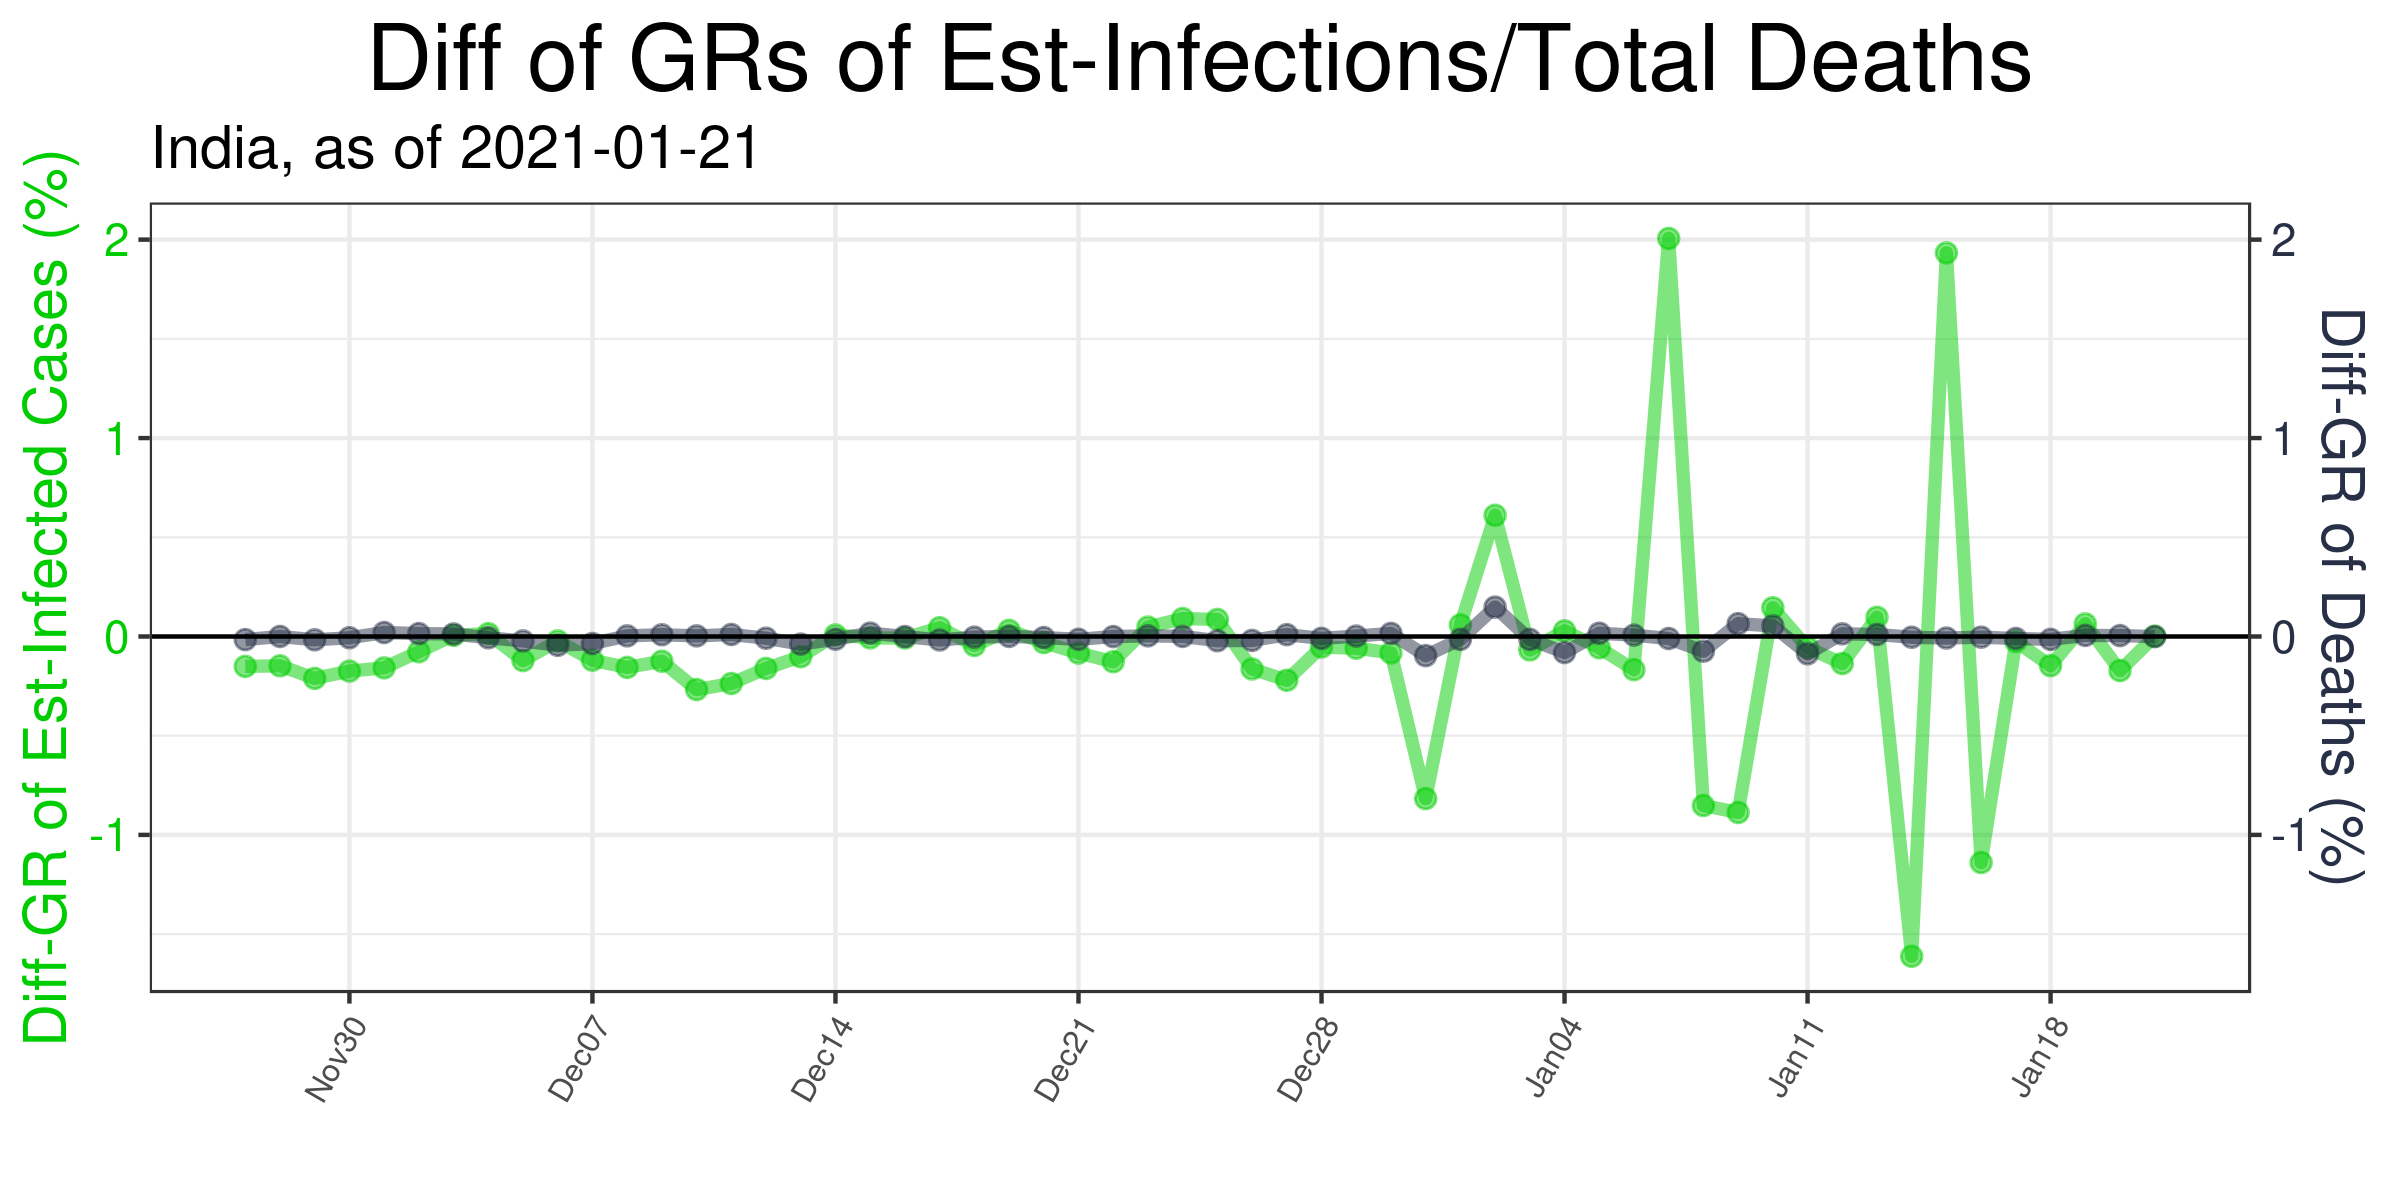 Diff of GRs of Est-Infections/Total Deaths
India, as of 2021-01-21
Diff-GR of Est-Infected Cases (%)
2
1
0
-1
2
1
0
-1
Diff-GR of Deaths (%)
Nov30
Dec07
Dec14
Dec21
Dec28
Jan04
Jan11
Jan18